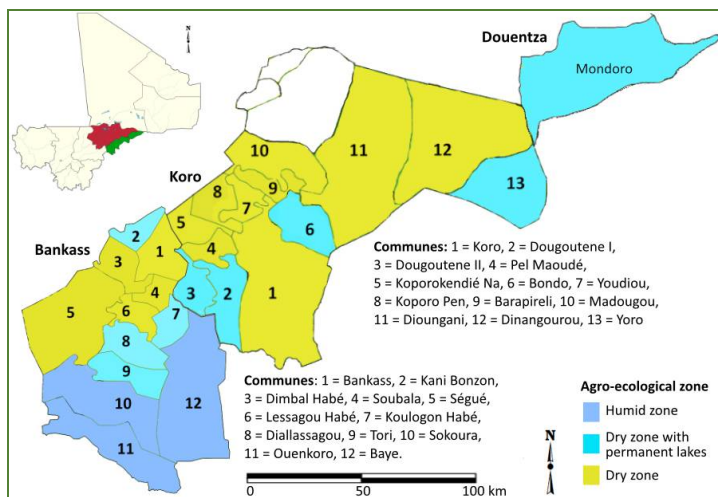 N
Douentza
Mondoro
10
11
12
Koro
8
9
7
13
5
6
2
4
Bankass
1
3
4
3
2
1
5
6
7
8
9
10
12
11
Communes: 1 = Koro, 2 = Dougoutene I,
3 = Dougoutene II, 4 = Pel Maoudé,
5 = Koporokendié Na, 6 = Bondo, 7 = Youdiou,
8 = Koporo Pen, 9 = Barapireli, 10 = Madougou,
11 = Dioungani, 12 = Dinangourou, 13 = Yoro
Communes: 1 = Bankass, 2 = Kani Bonzon,
3 = Dimbal Habé, 4 = Soubala, 5 = Ségué,
6 = Lessagou Habé, 7 = Koulogon Habé,
8 = Diallassagou, 9 = Tori, 10 = Sokoura,
11 = Ouenkoro, 12 = Baye.
Agro-ecological zone
Humid zone
Dry zone with
permanent lakes
Dry zone
N
0 50 100 km